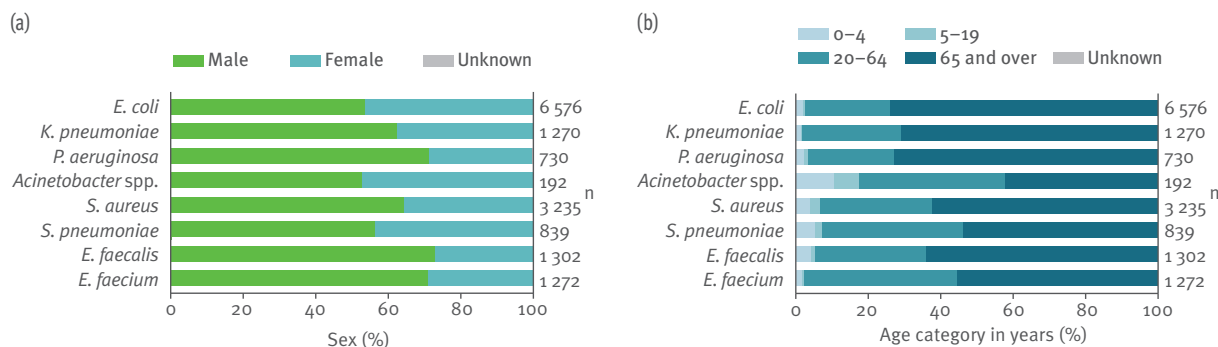 (a)
Male Female Unknown
E. coli 6 576
K. pneumoniae 1 270
P. aeruginosa 730
Acinetobacter spp. 192
n
S. aureus 3 235
S. pneumoniae 839
E. faecalis 1 302
E. faecium 1 272
0 20 40 60 80 100
Sex (%)
(b)
0–4 5–19
20–64 65 and over Unknown
E. coli 6 576
K. pneumoniae 1 270
P. aeruginosa 730
Acinetobacter spp. 192
n
S. aureus 3 235
S. pneumoniae 839
E. faecalis 1 302
E. faecium 1 272
0 20 40 60 80 100
Age category in years (%)